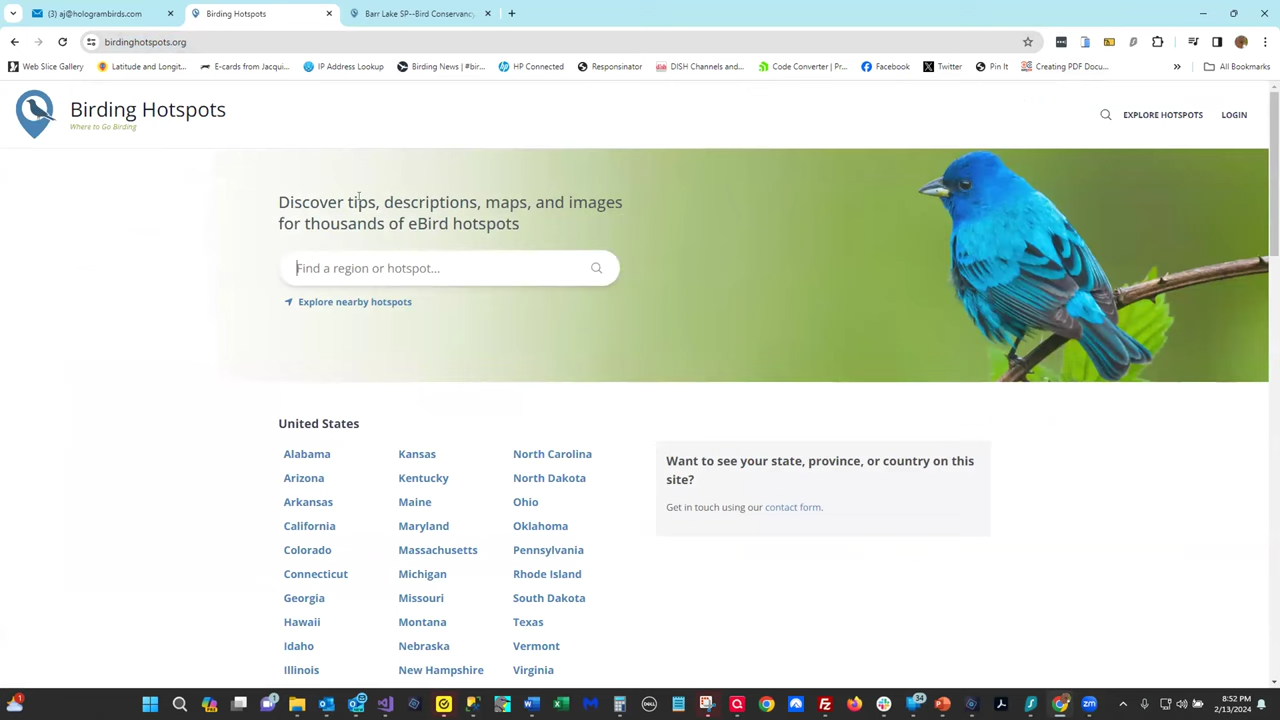 (3) aj@hologrambirds.com
Birding Hotspots
Barr Lake SP--Bird Conservancy
birdinghotspots.org
Web Slice Gallery
Latitude and Longit...
E-cards from Jacqui...
IP Address Lookup
Birding News | #bir...
HP Connected
Responsinator
DISH Channels and...
Code Converter | Pr...
Facebook
Twitter
Pin It
Creating PDF Docu...
»
All Bookmarks
Birding Hotspots
Where to Go Birding
EXPLORE HOTSPOTS
LOGIN
Discover tips, descriptions, maps, and images
for thousands of eBird hotspots
Find a region or hotspot...
Explore nearby hotspots
United States
Alabama
Arizona
Arkansas
California
Colorado
Connecticut
Georgia
Hawaii
Idaho
Illinois
Kansas
Kentucky
Maine
Maryland
Massachusetts
Michigan
Missouri
Montana
Nebraska
New Hampshire
North Carolina
North Dakota
Ohio
Oklahoma
Pennsylvania
Rhode Island
South Dakota
Texas
Vermont
Virginia
Want to see your state, province, or country on this
site?
Get in touch using our contact form.
8:52 PM
2/13/2024